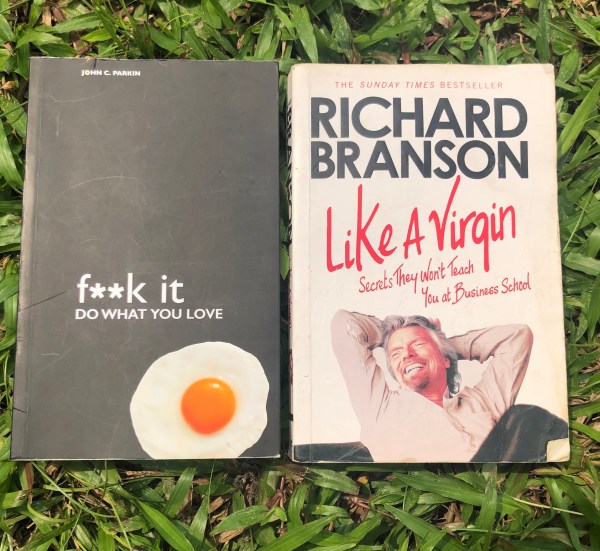 JOHN C. PARKIN
f**k it
DO WHAT YOU LOVE
THE SUNDAY TIMES BESTSELLER
RICHARD
BRANSON
Like A Virgin
Secrets They Won't Teach
You at Business School